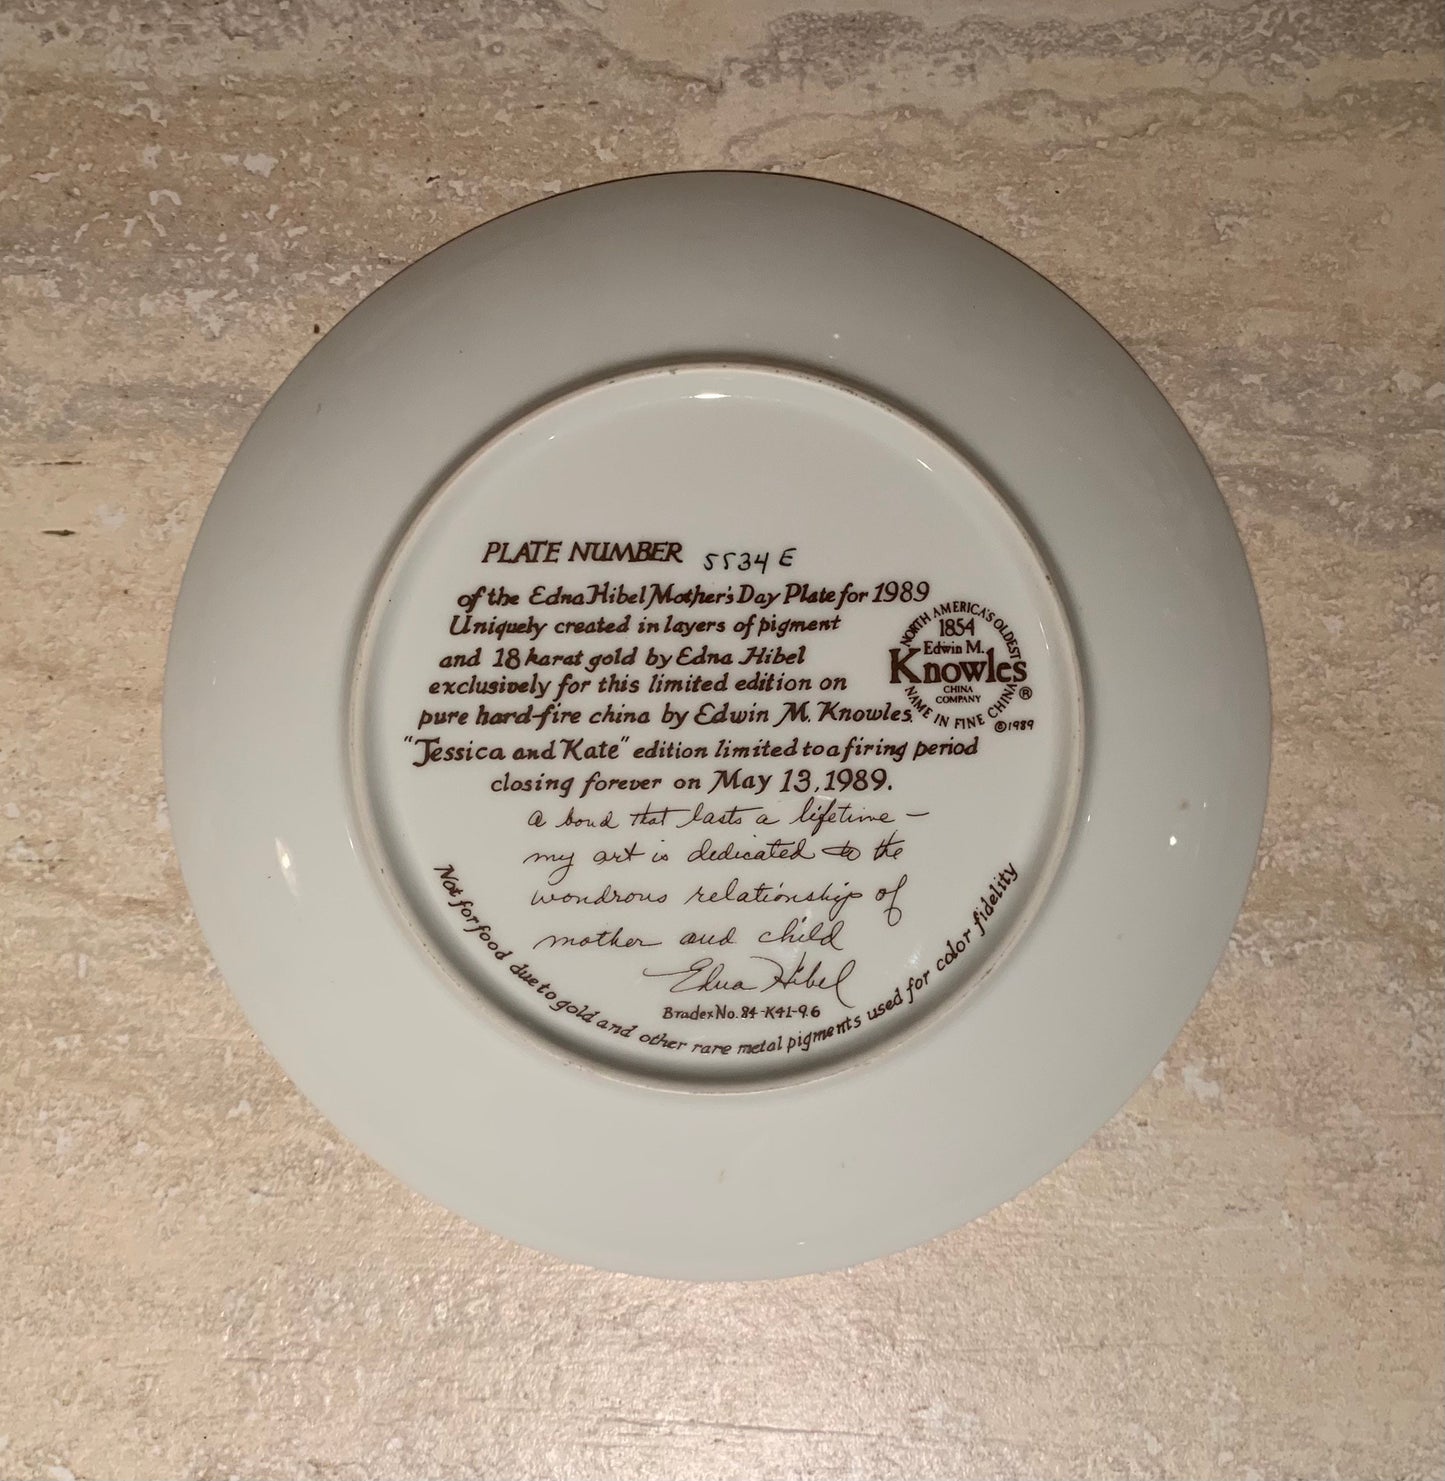 PLATE NUMBER 5534 E
of the Edna Hibel Mother's Day Plate for 1989
Uniquely created in layers of pigment
and 18 karat gold by Edna Hibel
exclusively for this limited edition on
pure hard-fire china by Edwin M. Knowles.
"Jessica and Kate" edition limited to a firing period
closing forever on May 13, 1989.
a bond that lasts a lifetime –
my art is dedicated to the
wondrous relationship of
mother and child
Edna Hibel
Bradex No. 84-K41-9.6
Not for food due to gold and other rare metal pigments used for color fidelity
NORTH AMERICA'S OLDEST
1854
Edwin M.
Knowles
CHINA
COMPANY
NAME IN FINE CHINA ®
©1989